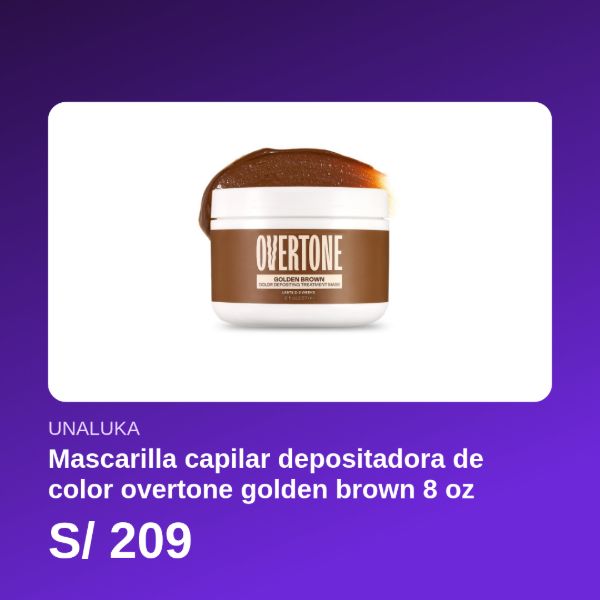 OVERTONE
GOLDEN BROWN
COLOR DEPOSITING TREATMENT MASK
UNALUKA
Mascarilla capilar depositadora de
color overtone golden brown 8 oz
S/ 209